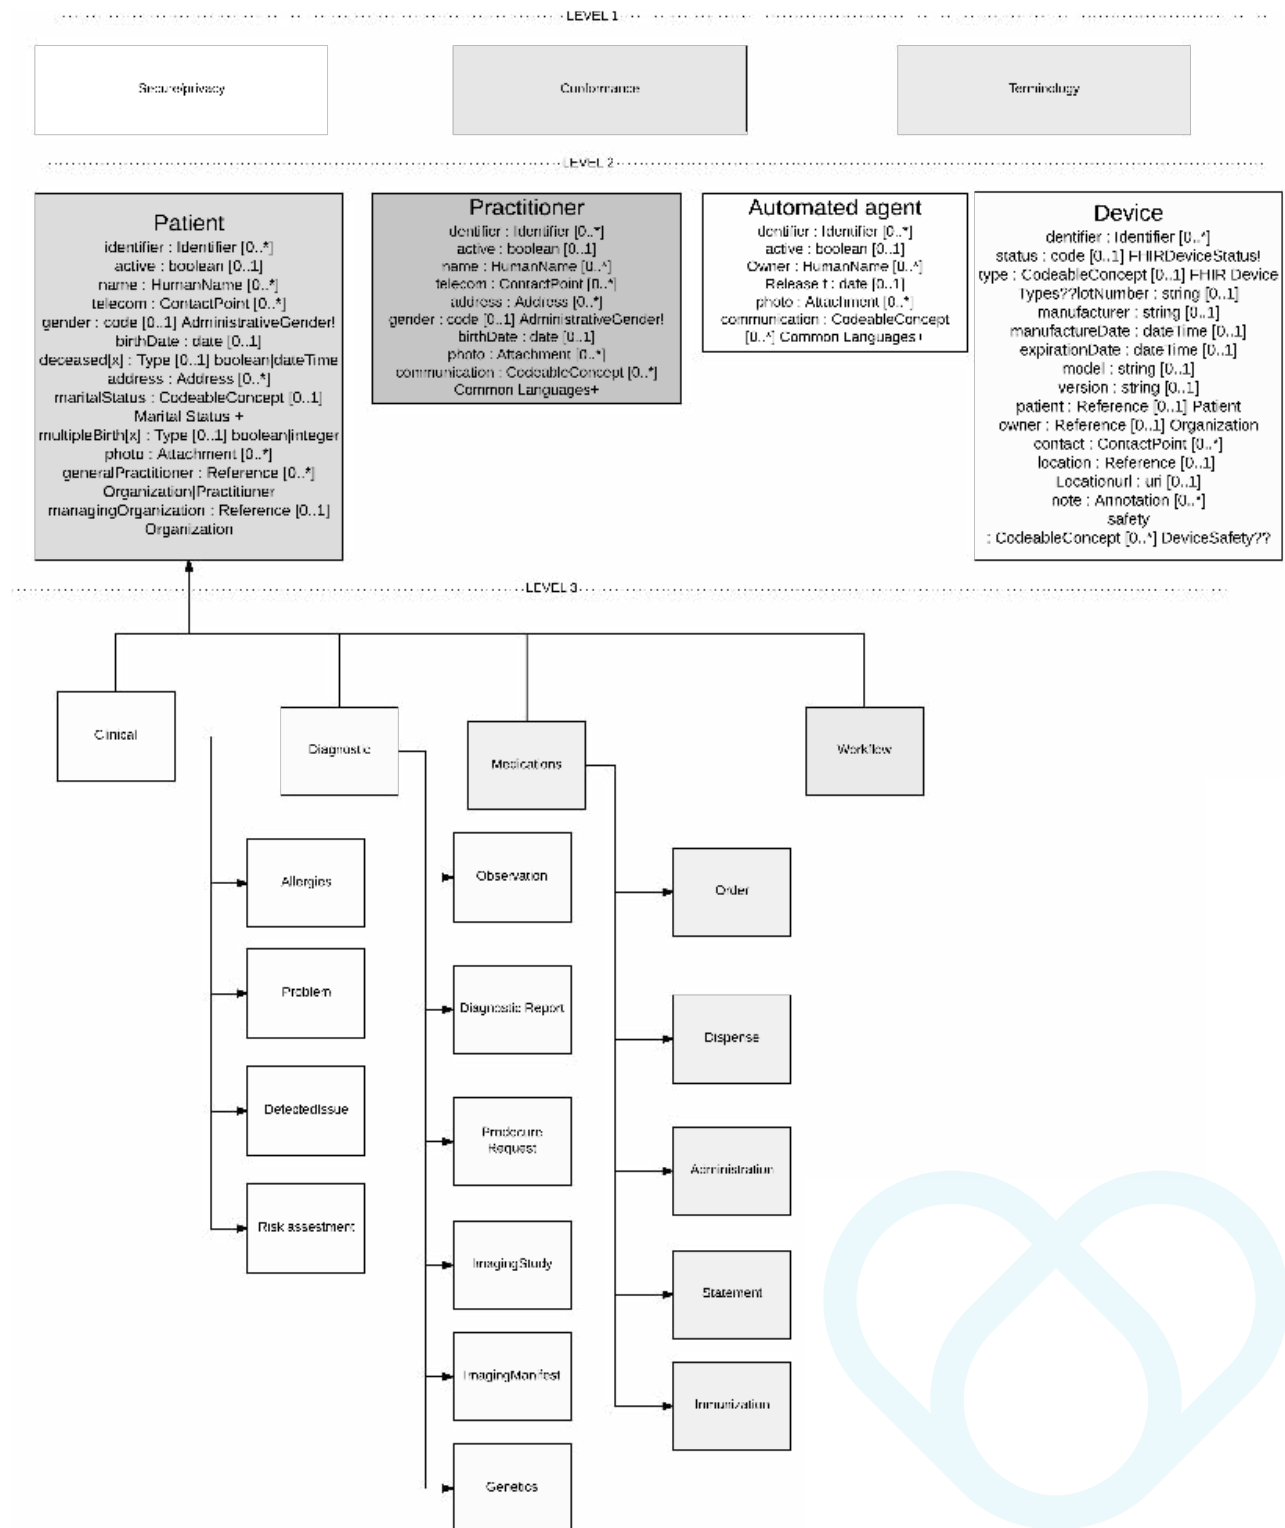 LEVEL 1
Secure/privacy
Conformance
Terminology
LEVEL 2
Patient
identifier : Identifier [0..*]
active : boolean [0..1]
name : HumanName [0..*]
telecom : ContactPoint [0..*]
gender : code [0..1] AdministrativeGender!
birthDate : date [0..1]
deceased[x] : Type [0..1] boolean|dateTime
address : Address [0..*]
maritalStatus : CodeableConcept [0..1]
Marital Status +
multipleBirth[x] : Type [0..1] boolean|integer
photo : Attachment [0..*]
generalPractitioner : Reference [0..*]
Organization|Practitioner
managingOrganization : Reference [0..1]
Organization
Practitioner
dentifier : Identifier [0..*]
active : boolean [0..1]
name : HumanName [0..*]
telecom : ContactPoint [0..*]
address : Address [0..*]
gender : code [0..1] AdministrativeGender!
birthDate : date [0..1]
photo : Attachment [0..*]
communication : CodeableConcept [0..*]
Common Languages+
Automated agent
dentifier : Identifier [0..*]
active : boolean [0..1]
Owner : HumanName [0..*]
Release t : date [0..1]
photo : Attachment [0..*]
communication : CodeableConcept
[0..*] Common Languages+
Device
dentifier : Identifier [0..*]
status : code [0..1] FHIRDeviceStatus!
type : CodeableConcept [0..1] FHIR Device
Types??lotNumber : string [0..1]
manufacturer : string [0..1]
manufactureDate : dateTime [0..1]
expirationDate : dateTime [0..1]
model : string [0..1]
version : string [0..1]
patient : Reference [0..1] Patient
owner : Reference [0..1] Organization
contact : ContactPoint [0..*]
location : Reference [0..1]
Locationurl : uri [0..1]
note : Annotation [0..*]
safety
: CodeableConcept [0..*] DeviceSafety??
LEVEL 3
Clinical
Diagnostic
Medications
Workflow
Allergies
Problem
DetectedIssue
Risk assestment
Observation
Diagnostic Report
Prodecure
Request
ImagingStudy
ImagingManifest
Genetics
Order
Dispense
Administration
Statement
Inmunization